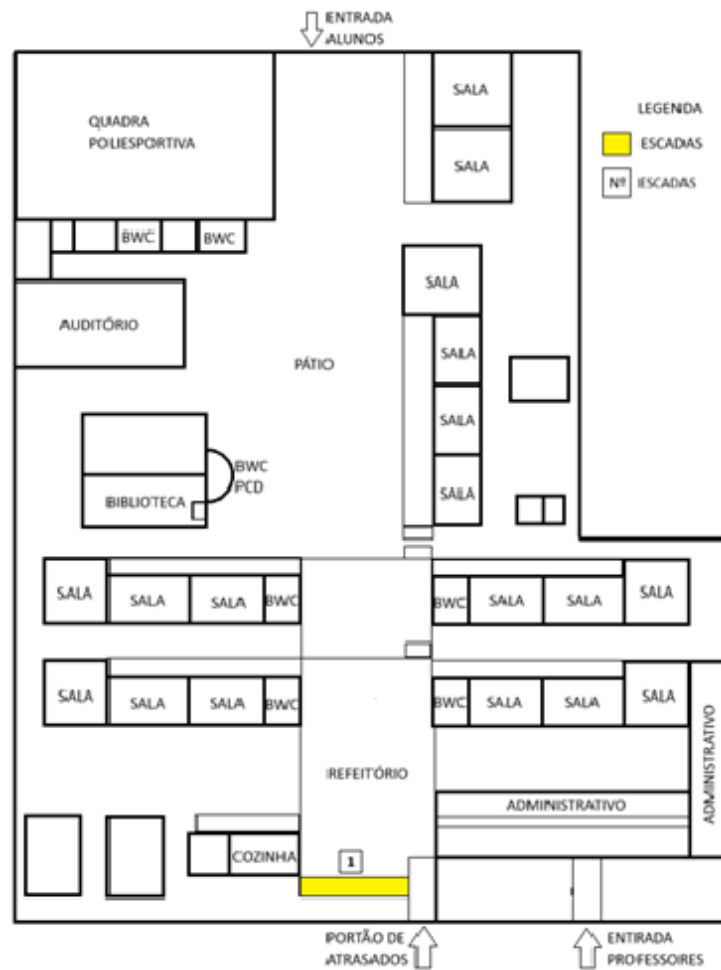 ENTRADA
ALUNOS
SALA
LEGENDA
QUADRA
POLIESPORTIVA
ESCADAS
SALA
Nº ESCADAS
BWC BWC
SALA
AUDITÓRIO
SALA
PÁTIO
SALA
BWC
PCD
BIBLIOTECA
SALA
SALA SALA SALA BWC BWC SALA SALA SALA
SALA SALA SALA BWC BWC SALA SALA SALA
REFEITÓRIO
ADMINISTRATIVO
ADMINISTRATIVO
COZINHA
1
PORTÃO DE
ATRASADOS
ENTRADA
PROFESSORES